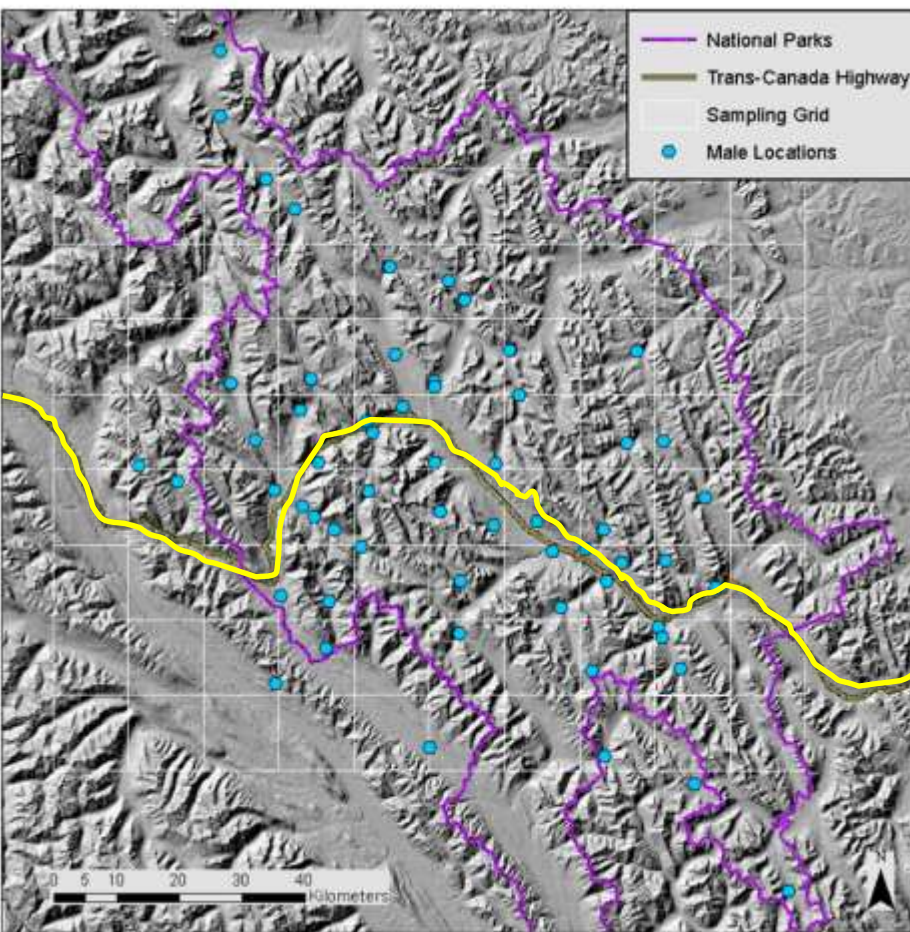 National Parks
Trans-Canada Highway
Sampling Grid
Male Locations
N
0 5 10 20 30 40
Kilometers